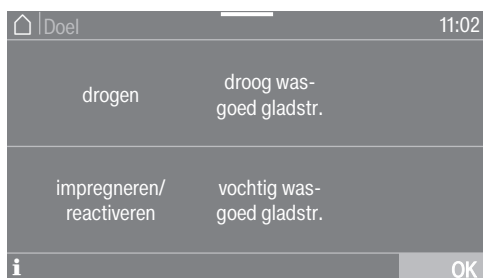 Doel
11:02
drogen
droog was-
goed gladstr.
impregneren/
reactiveren
vochtig was-
goed gladstr.
i
OK